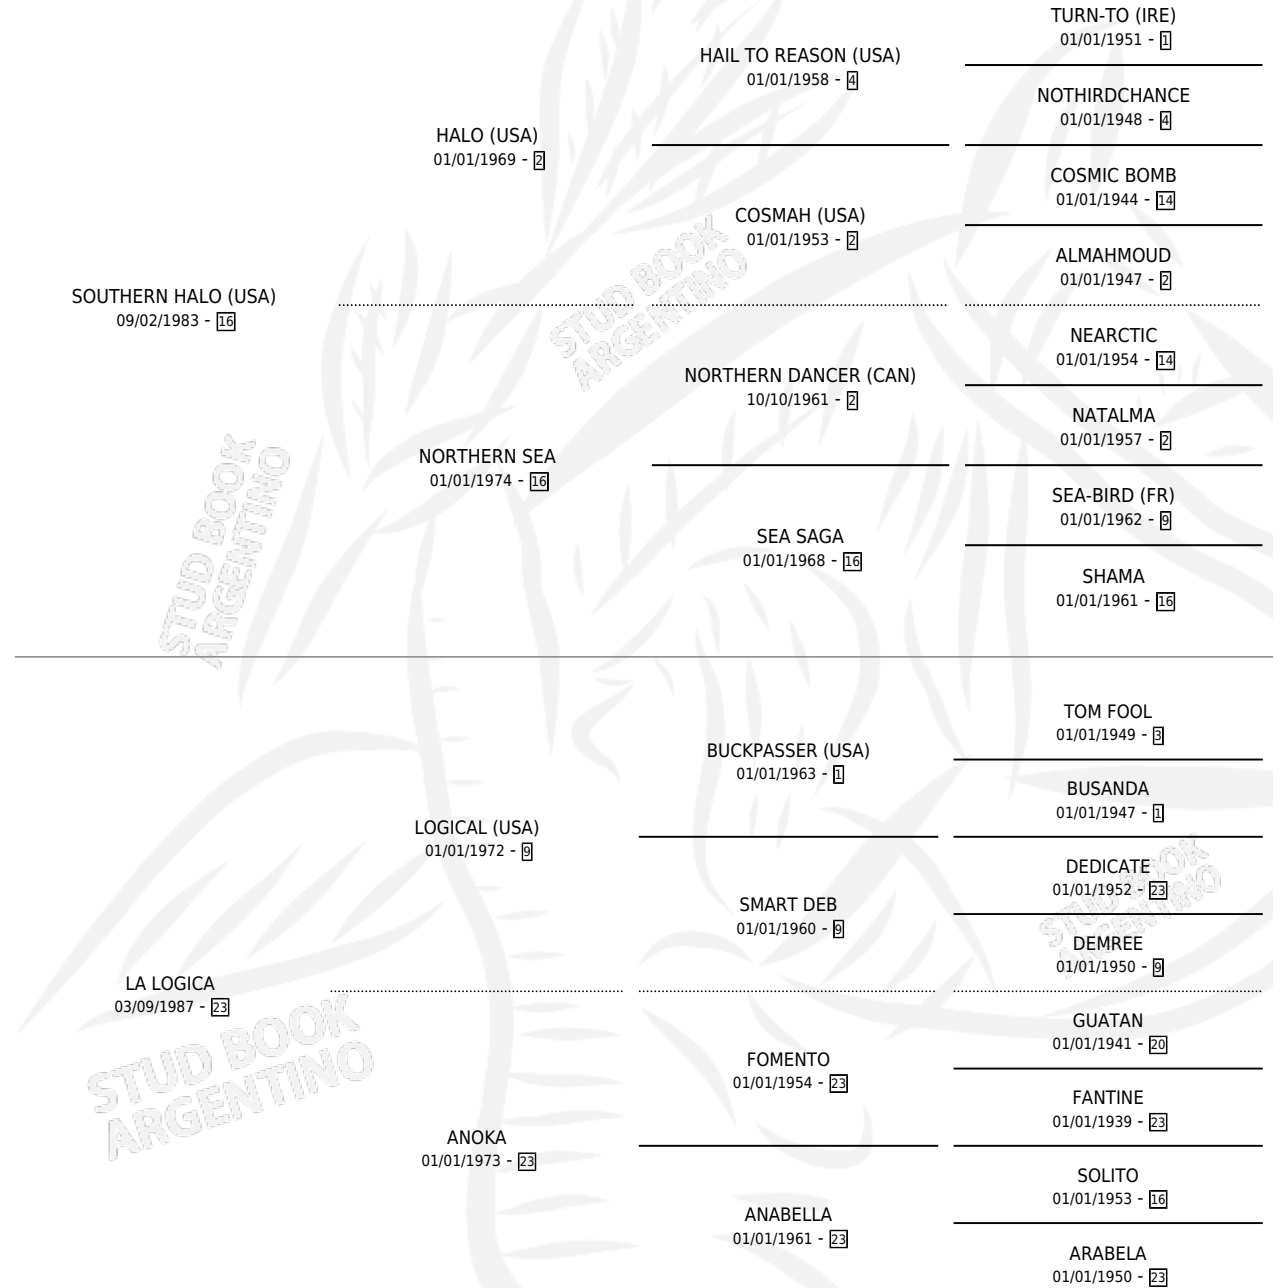 TURN-TO (IRE)
01/01/1951 - 1
HAIL TO REASON (USA)
01/01/1958 - 4
NOTHIRDCHANCE
01/01/1948 - 4
HALO (USA)
01/01/1969 - 2
COSMIC BOMB
01/01/1944 - 14
COSMAH (USA)
01/01/1953 - 2
ALMAHMOUD
01/01/1947 - 2
SOUTHERN HALO (USA)
09/02/1983 - 16
NEARCTIC
01/01/1954 - 14
NORTHERN DANCER (CAN)
10/10/1961 - 2
NATALMA
01/01/1957 - 2
NORTHERN SEA
01/01/1974 - 16
SEA-BIRD (FR)
01/01/1962 - 9
SEA SAGA
01/01/1968 - 16
SHAMA
01/01/1961 - 16
TOM FOOL
01/01/1949 - 3
BUCKPASSER (USA)
01/01/1963 - 1
BUSANDA
01/01/1947 - 1
LOGICAL (USA)
01/01/1972 - 9
DEDICATE
01/01/1952 - 23
SMART DEB
01/01/1960 - 9
DEMREE
01/01/1950 - 9
LA LOGICA
03/09/1987 - 23
GUATAN
01/01/1941 - 20
FOMENTO
01/01/1954 - 23
FANTINE
01/01/1939 - 23
ANOKA
01/01/1973 - 23
SOLITO
01/01/1953 - 16
ANABELLA
01/01/1961 - 23
ARABELA
01/01/1950 - 23
STUD BOOK
ARGENTINO
STUD BOOK
ARGENTINO
STUD BOOK
ARGENTINO
STUD BOOK
ARGENTINO